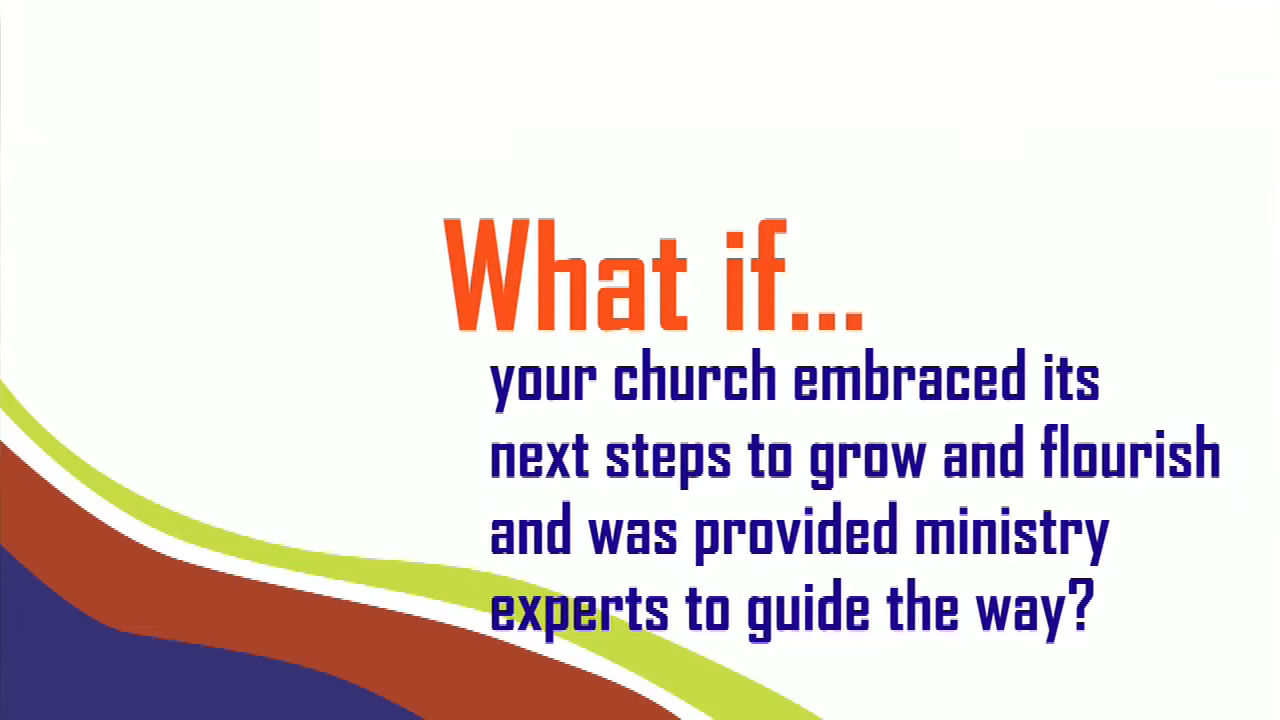 What if...
your church embraced its
next steps to grow and flourish
and was provided ministry
experts to guide the way?